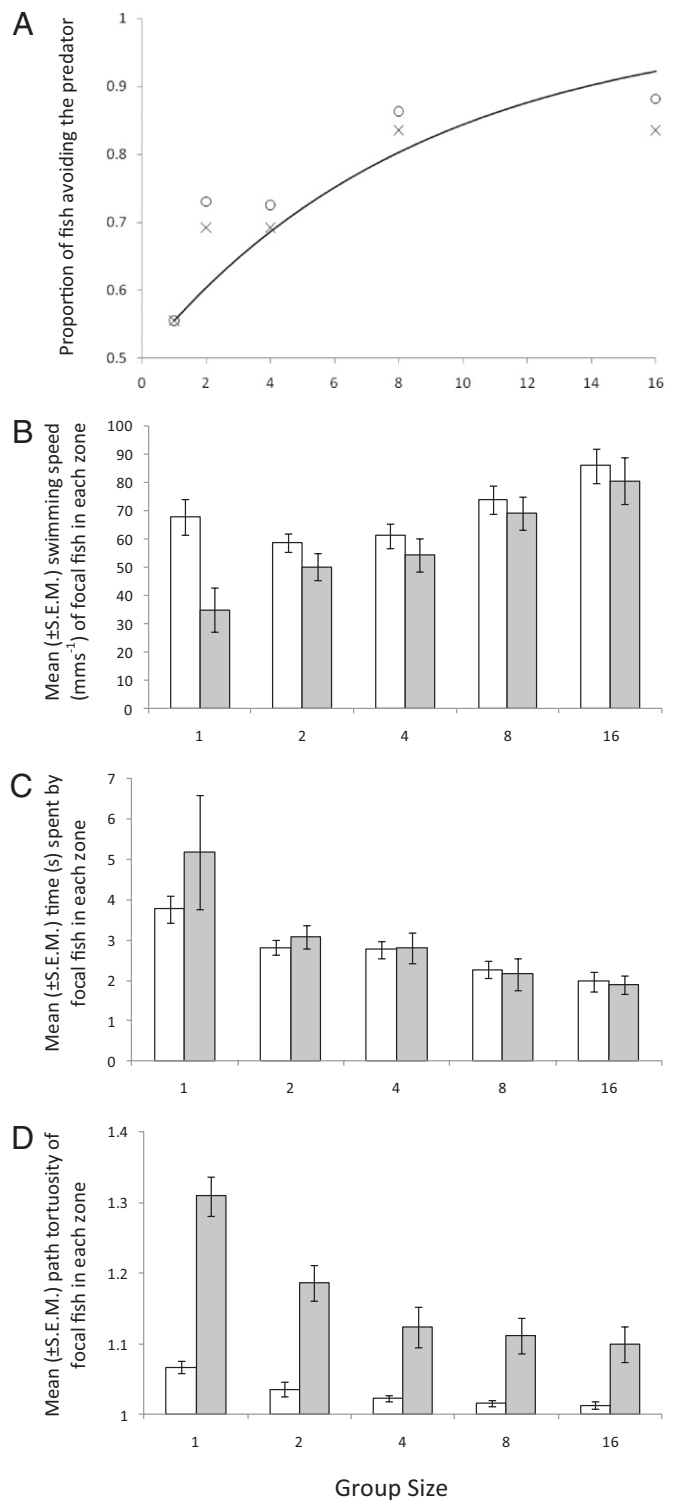 A
Proportion of fish avoiding the predator
1
0.9
0.8
0.7
0.6
0.5
0 2 4 6 8 10 12 14 16
B
Mean (±S.E.M.) swimming speed
(mms⁻¹) of focal fish in each zone
100
90
80
70
60
50
40
30
20
10
0
1 2 4 8 16
C
Mean (±S.E.M.) time (s) spent by
focal fish in each zone
7
6
5
4
3
2
1
0
1 2 4 8 16
D
Mean (±S.E.M.) path tortuosity of
focal fish in each zone
1.4
1.3
1.2
1.1
1
1 2 4 8 16
Group Size